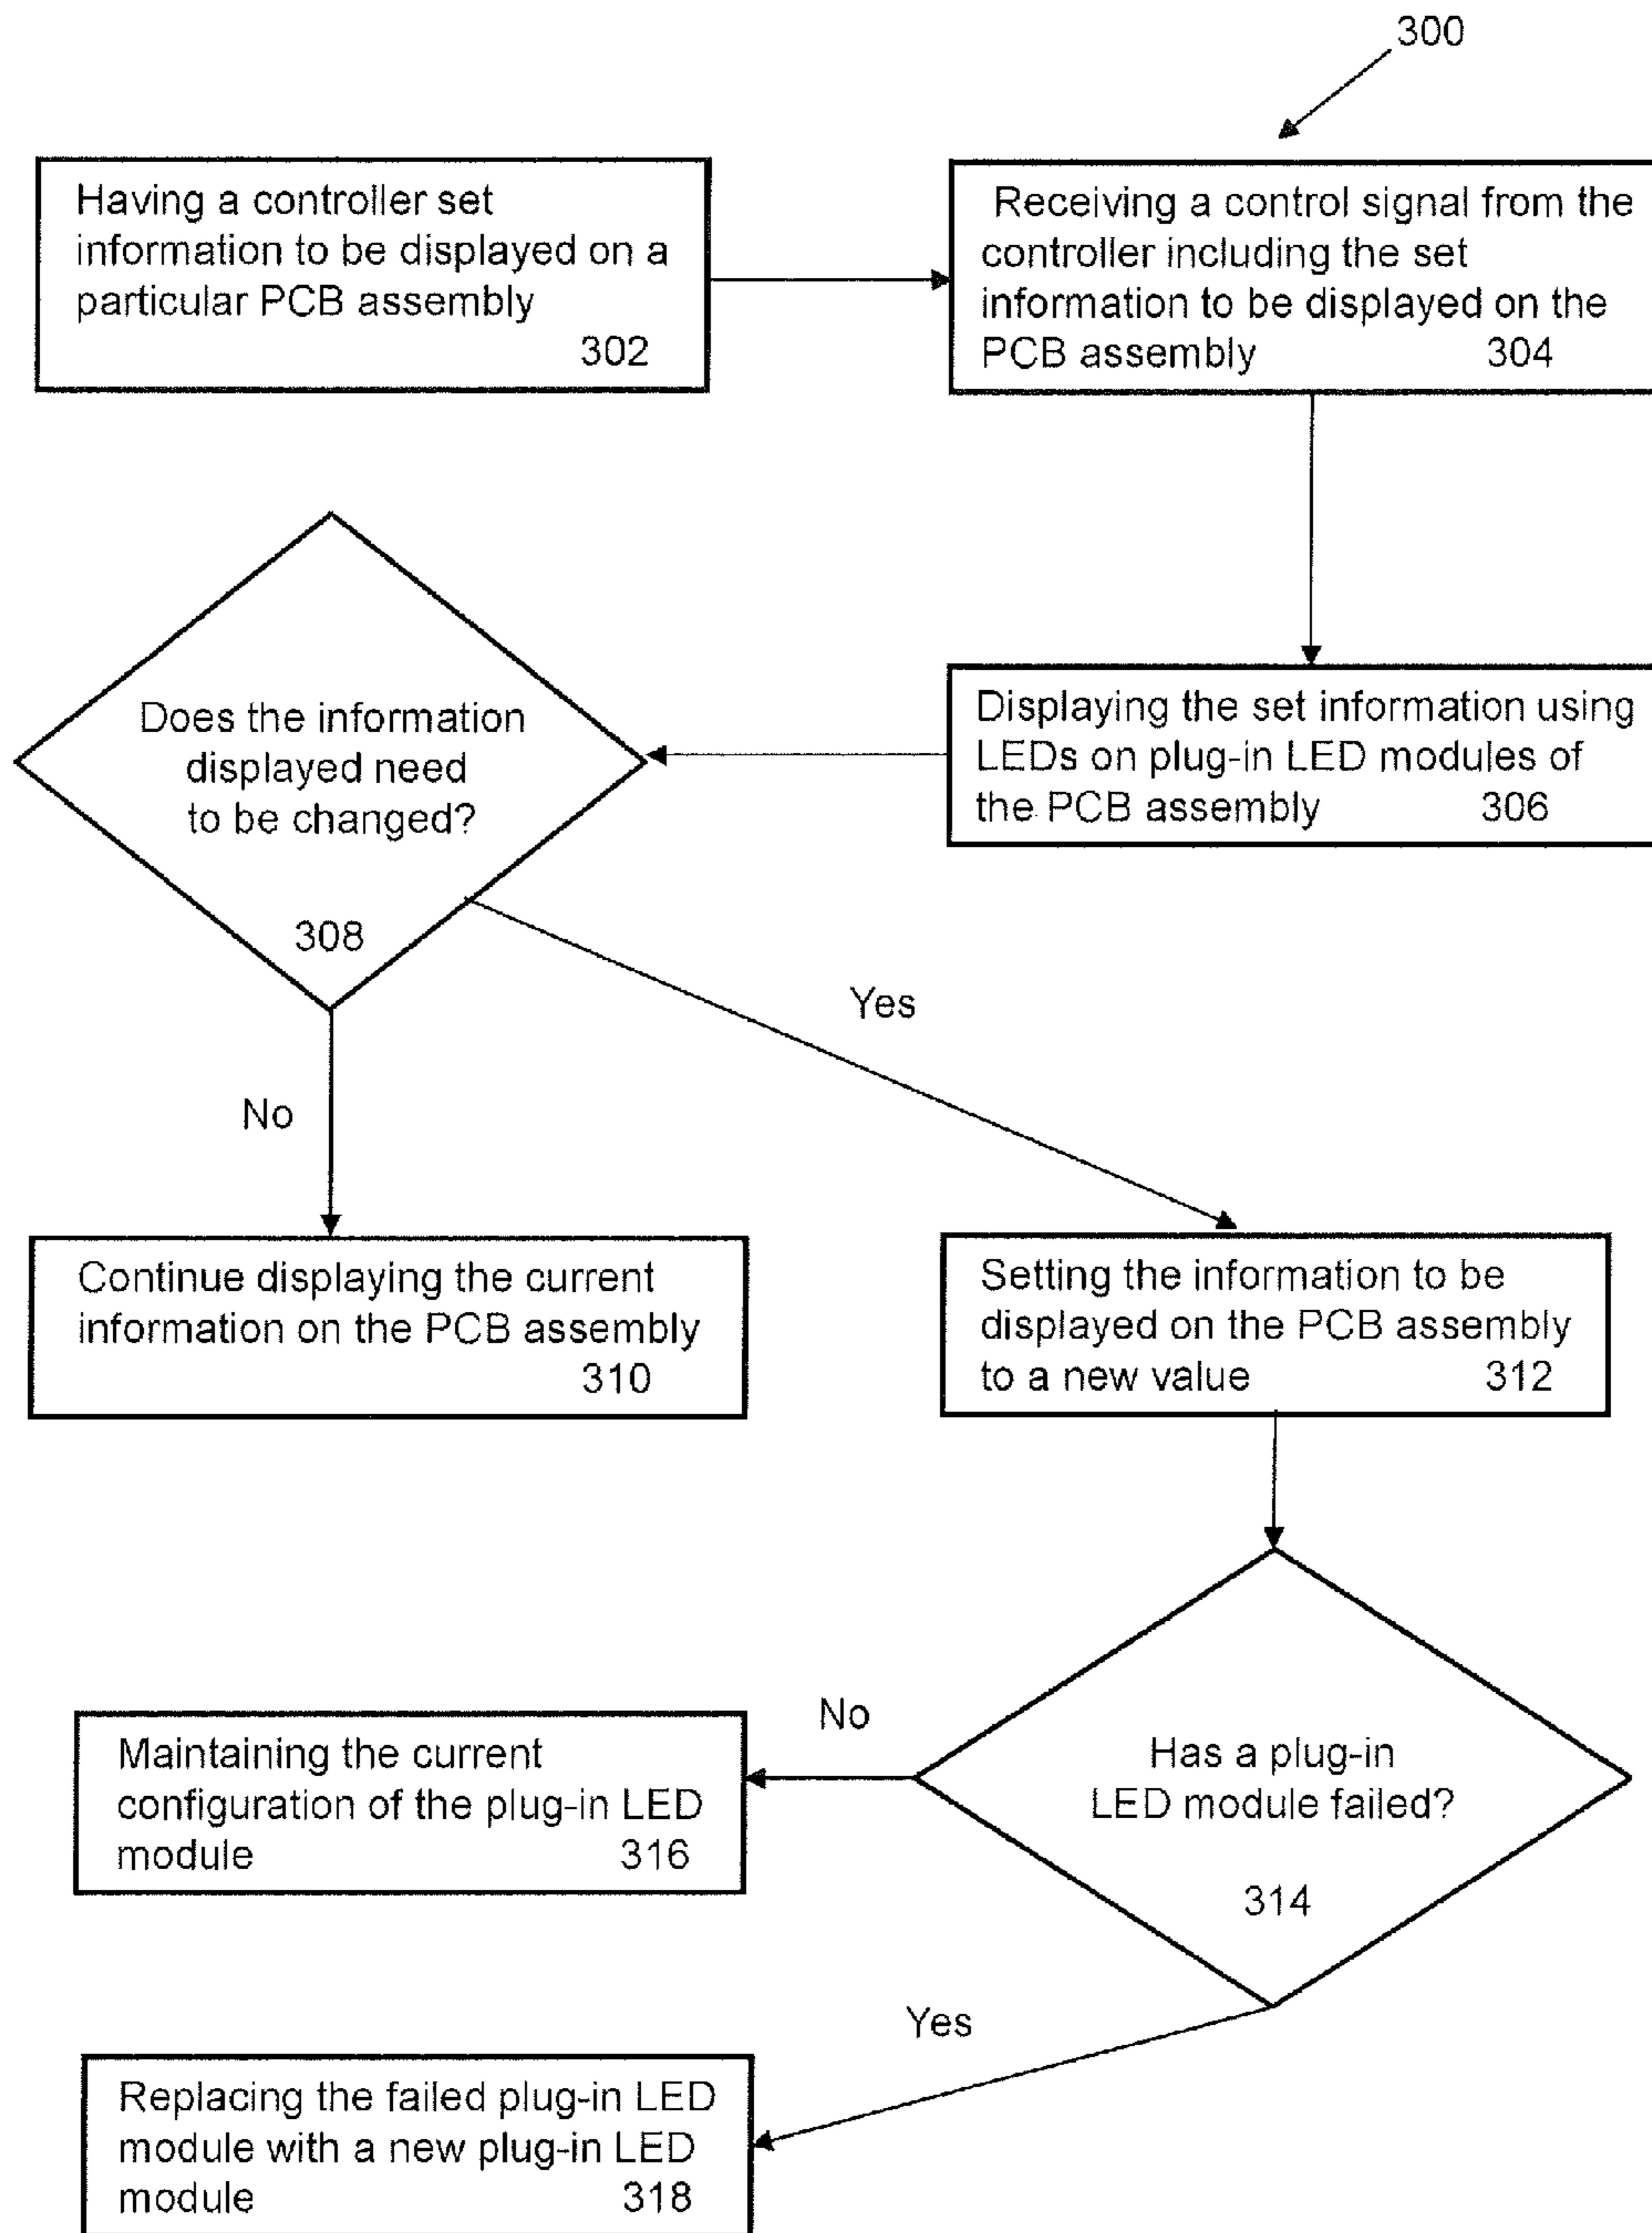 300
Having a controller set
information to be displayed on a
particular PCB assembly
302
Receiving a control signal from the
controller including the set
information to be displayed on the
PCB assembly 304
Displaying the set information using
LEDs on plug-in LED modules of
the PCB assembly 306
Does the information
displayed need
to be changed?
308
Yes
No
Continue displaying the current
information on the PCB assembly
310
Setting the information to be
displayed on the PCB assembly
to a new value 312
Has a plug-in
LED module failed?
314
No
Maintaining the current
configuration of the plug-in LED
module 316
Yes
Replacing the failed plug-in LED
module with a new plug-in LED
module 318